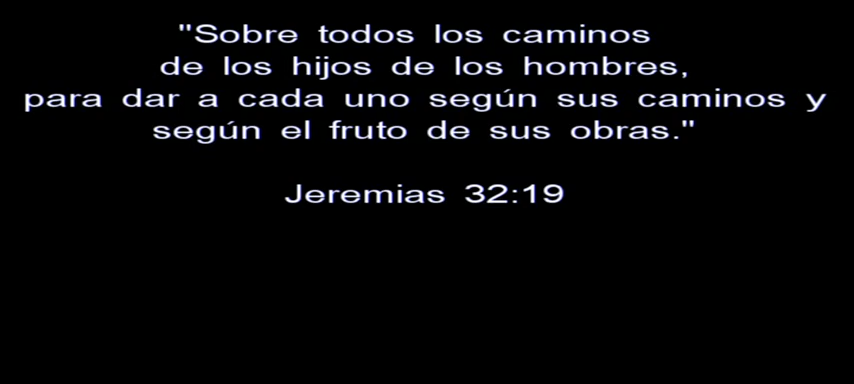 "Sobre todos los caminos
de los hijos de los hombres,
para dar a cada uno según sus caminos y
según el fruto de sus obras."
Jeremias 32:19